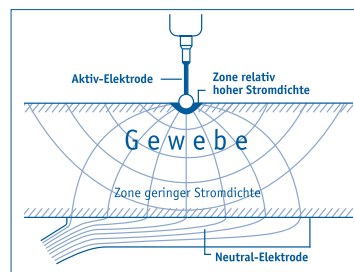 Aktiv-Elektrode
Zone relativ
hoher Stromdichte
Gewebe
Zone geringer Stromdichte
Neutral-Elektrode